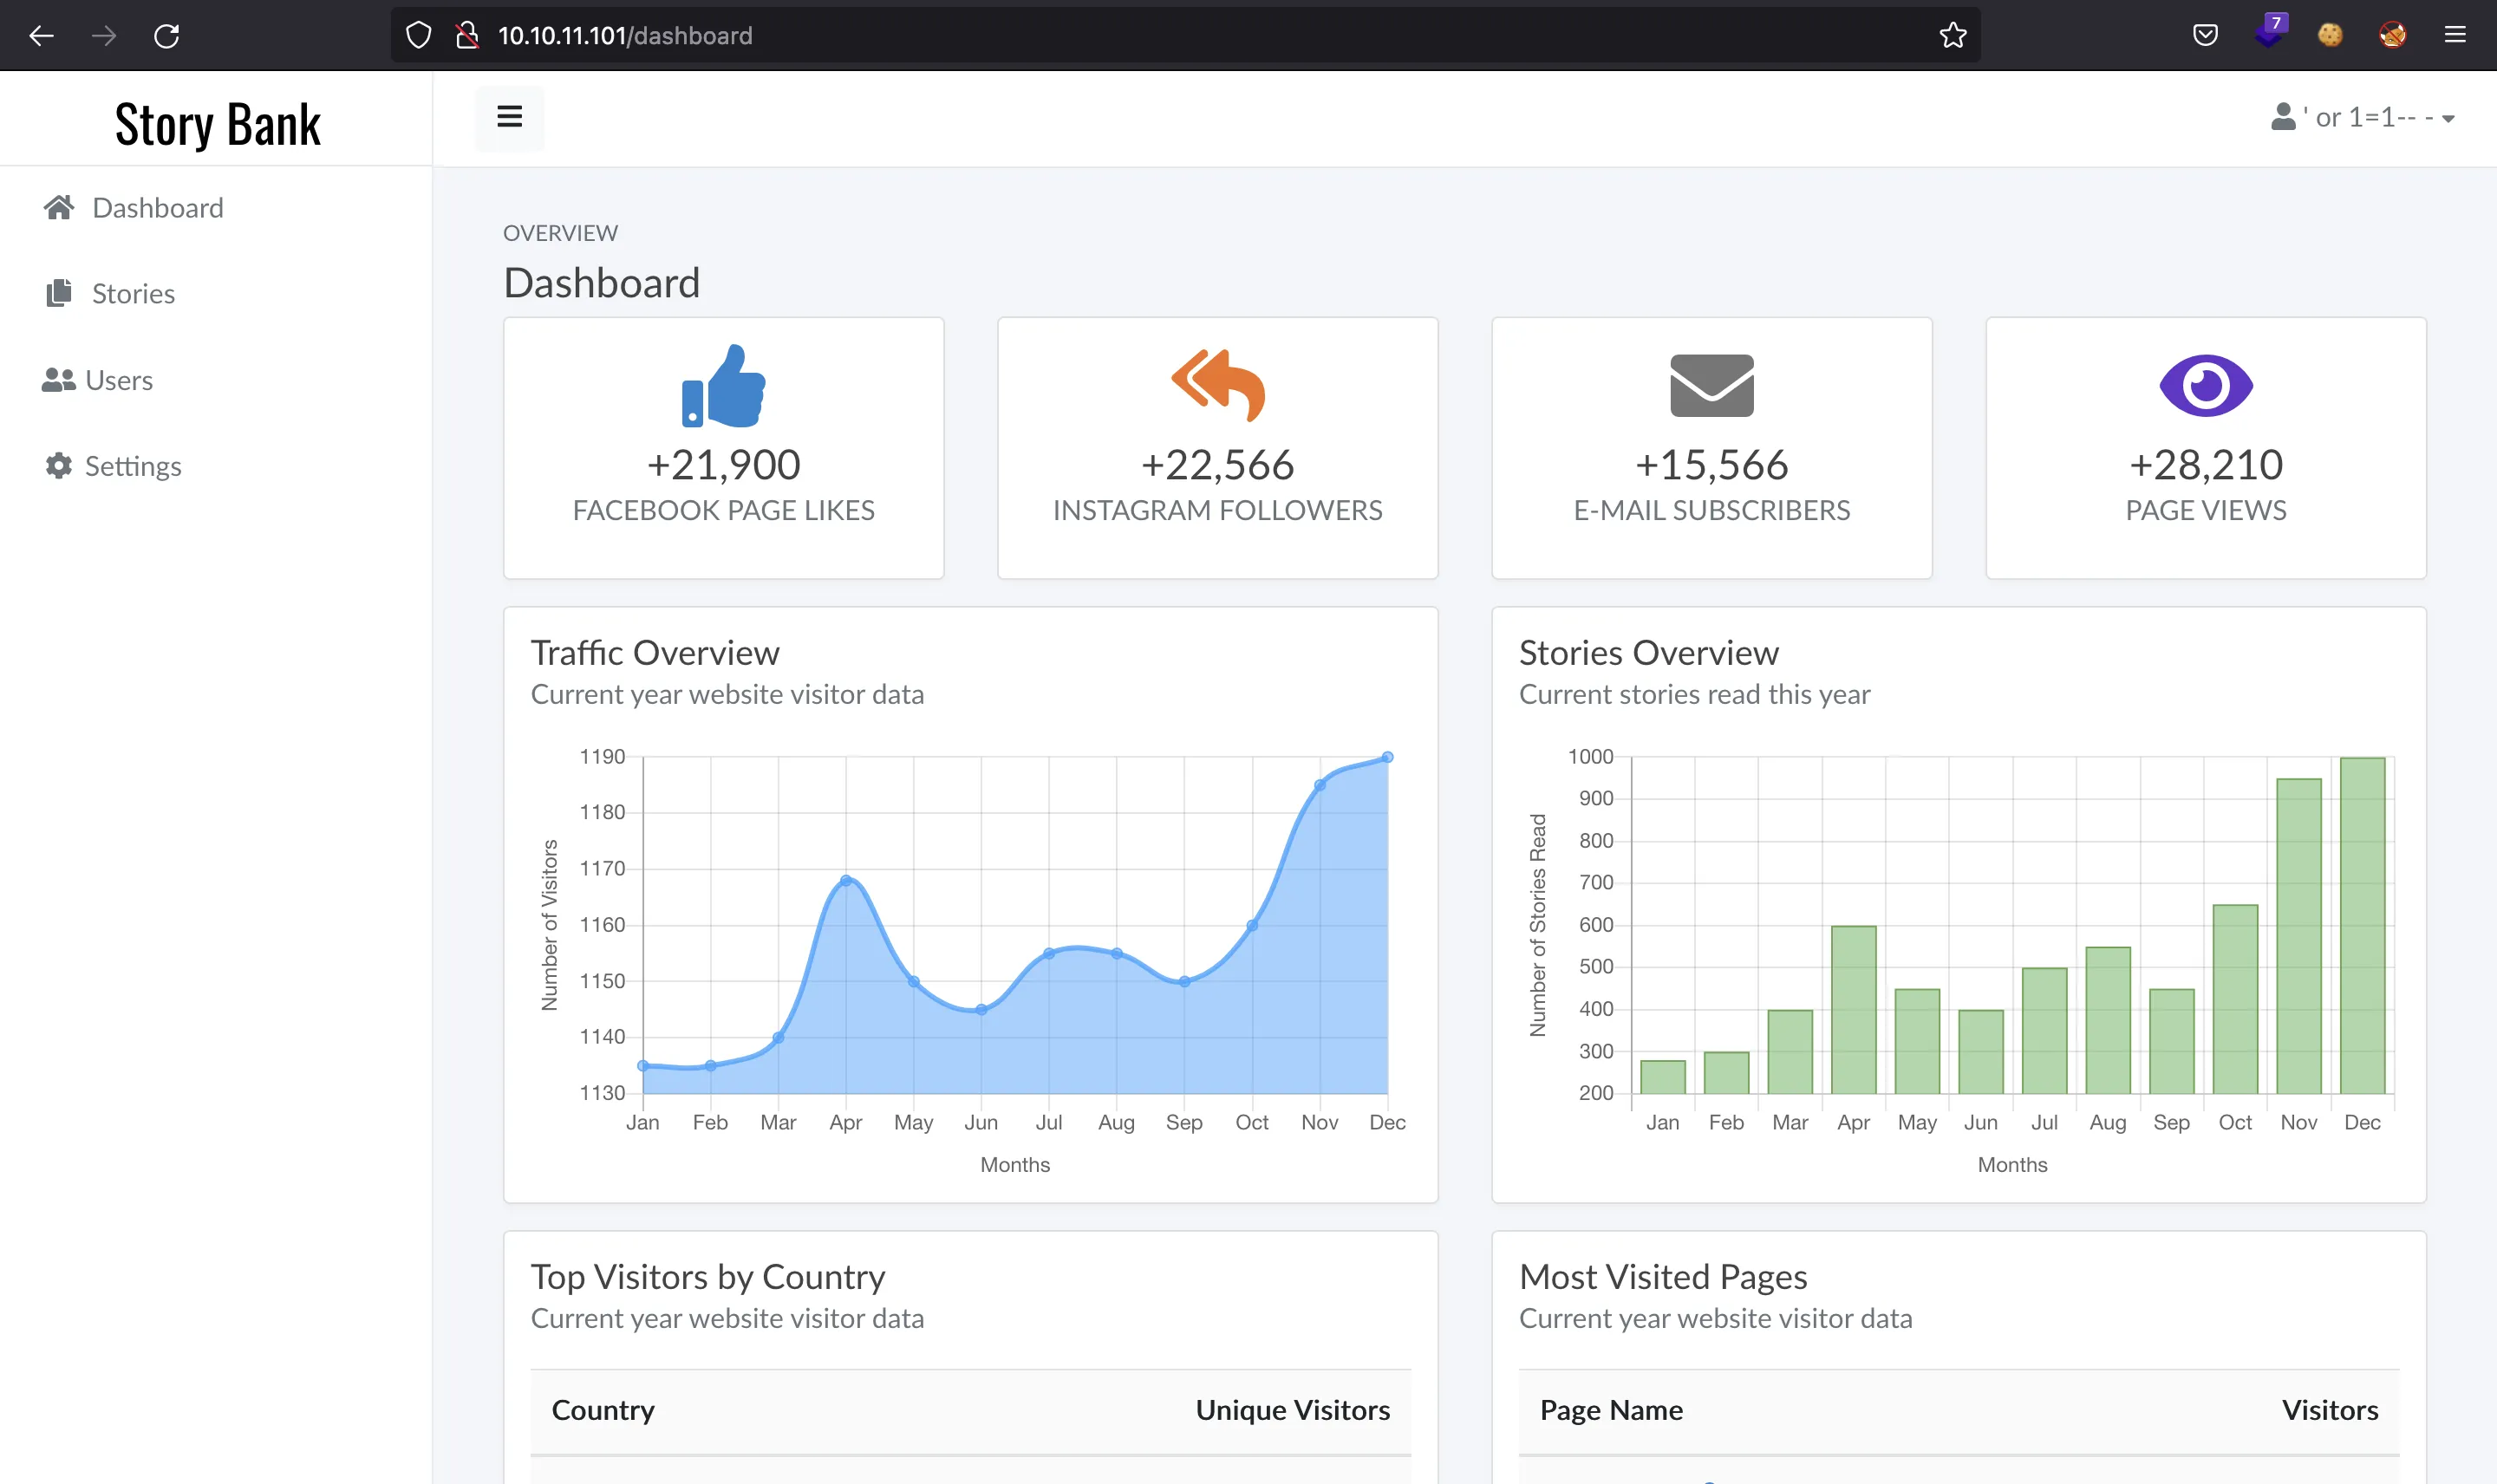 10.10.11.101/dashboard
7
Story Bank
' or 1=1-- -
Dashboard
Stories
Users
Settings
OVERVIEW
Dashboard
+21,900
FACEBOOK PAGE LIKES
+22,566
INSTAGRAM FOLLOWERS
+15,566
E-MAIL SUBSCRIBERS
+28,210
PAGE VIEWS
Traffic Overview
Current year website visitor data
Number of Visitors
1190
1180
1170
1160
1150
1140
1130
Jan Feb Mar Apr May Jun Jul Aug Sep Oct Nov Dec
Months
Stories Overview
Current stories read this year
Number of Stories Read
1000
900
800
700
600
500
400
300
200
Jan Feb Mar Apr May Jun Jul Aug Sep Oct Nov Dec
Months
Top Visitors by Country
Current year website visitor data
Country Unique Visitors
Most Visited Pages
Current year website visitor data
Page Name Visitors